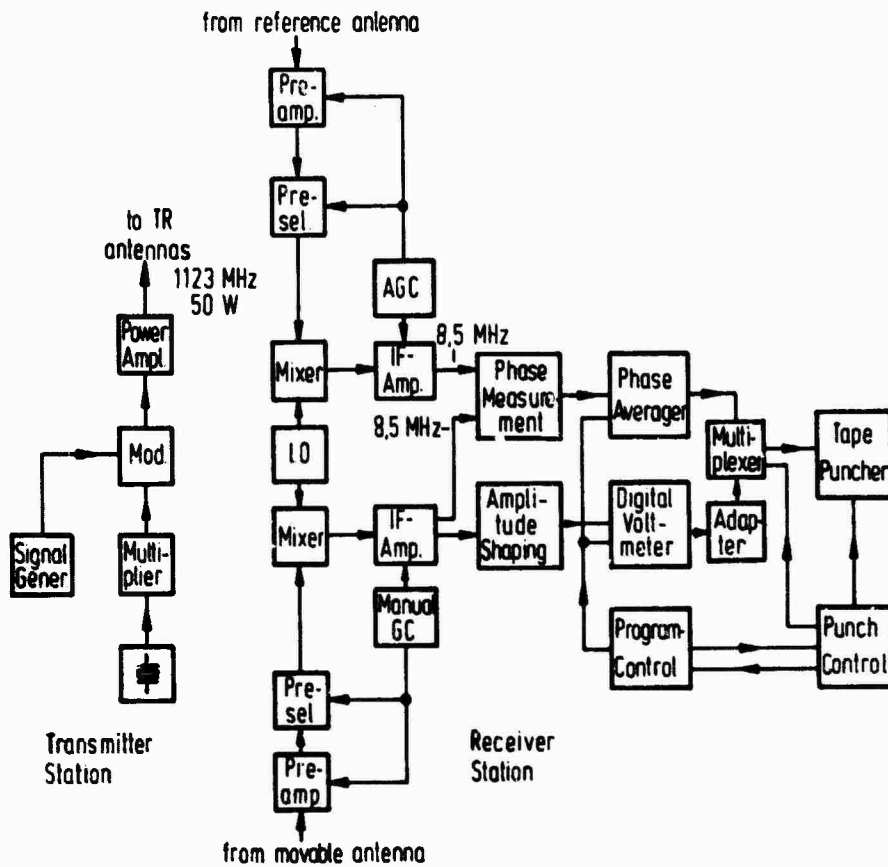 from reference antenna
Pre-
amp.
Pre-
sel.
to TR
antennas
1123 MHz
50 W
AGC
8,5 MHz
Power
Ampl.
Mixer
IF-
Amp.
Phase
Measure
ment
Phase
Averager
8,5 MHz
Mod.
LO
Multi-
plexer
Tape
Puncher
Signal
Gener
Multi-
plier
Mixer
IF-
Amp.
Ampli-
tude
Shaping
Digital
Volt-
meter
Adap-
ter
Manual
GC
Program-
Control
Punch
Control
Pre-
sel
Transmitter
Station
Receiver
Station
Pre-
amp
from movable antenna